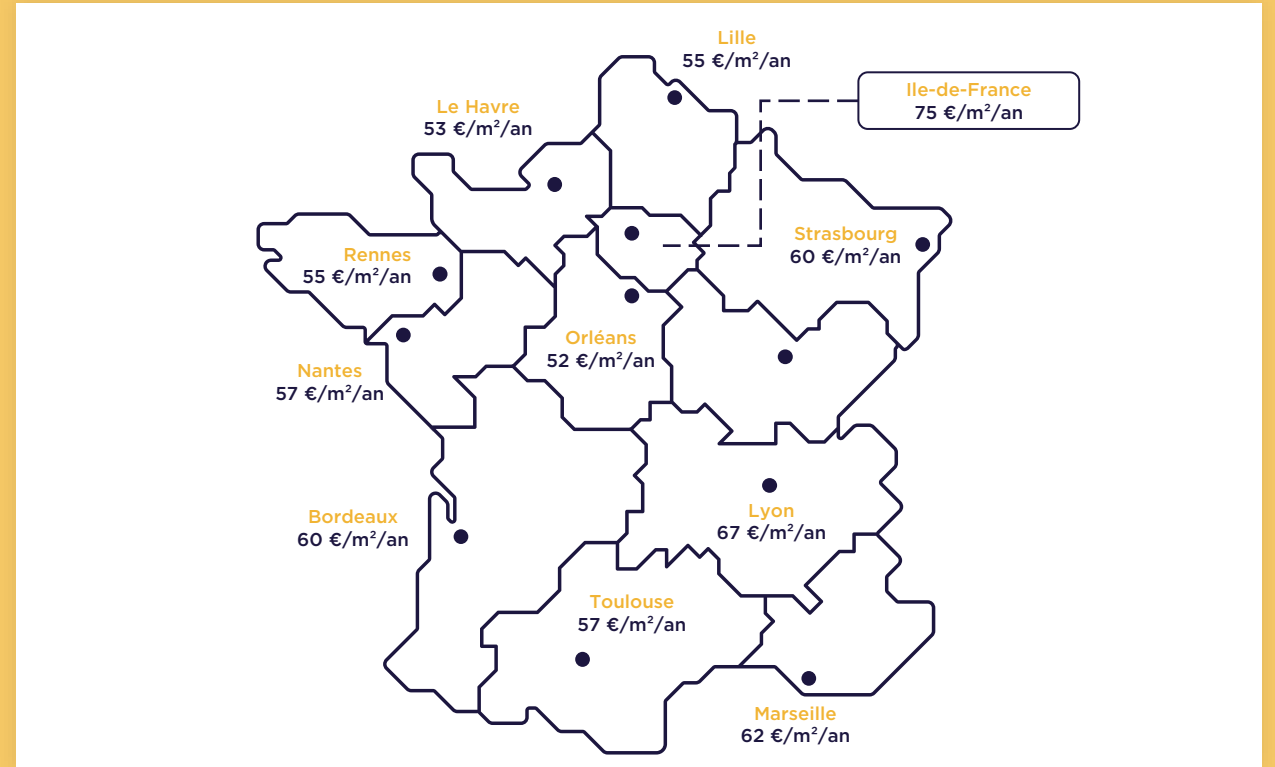 Lille
55 €/m²/an
Ile-de-France
75 €/m²/an
Le Havre
53 €/m²/an
Strasbourg
60 €/m²/an
Rennes
55 €/m²/an
Orléans
52 €/m²/an
Nantes
57 €/m²/an
Bordeaux
60 €/m²/an
Lyon
67 €/m²/an
Toulouse
57 €/m²/an
Marseille
62 €/m²/an